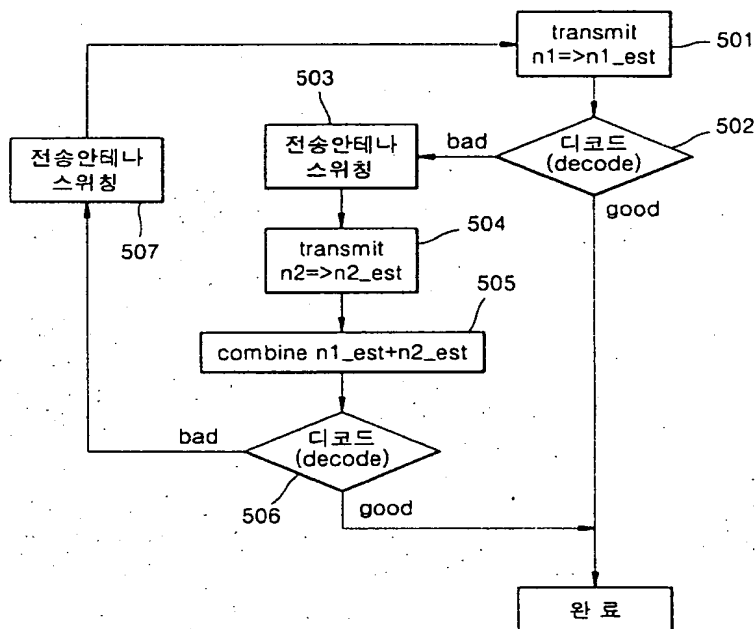 transmit
n1=>n1_est
501
502
디코드
(decode)
bad
good
503
전송안테나
스위칭
전송안테나
스위칭
507
504
transmit
n2=>n2_est
505
combine n1_est+n2_est
디코드
(decode)
bad
506
good
완 료